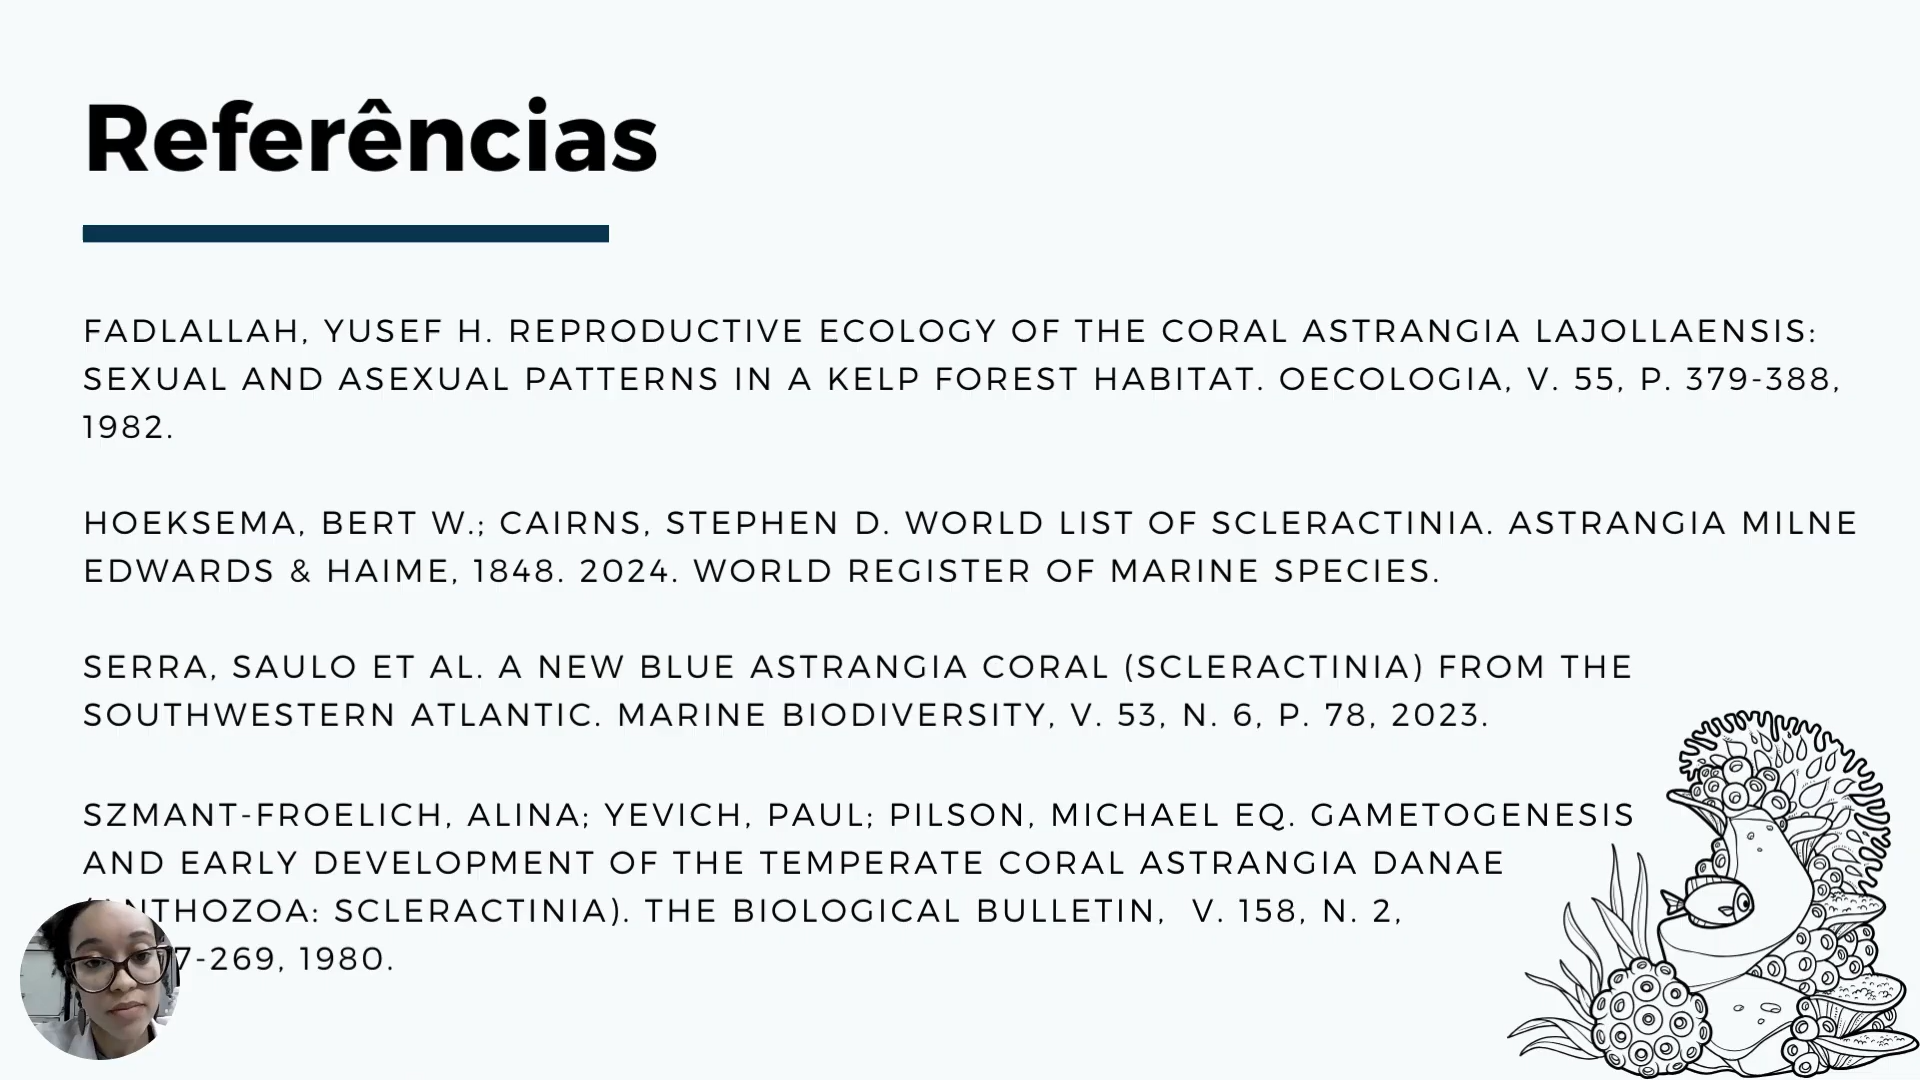 Referências
FADLALLAH, YUSEF H. REPRODUCTIVE ECOLOGY OF THE CORAL ASTRANGIA LAJOLLAENSIS:
SEXUAL AND ASEXUAL PATTERNS IN A KELP FOREST HABITAT. OECOLOGIA, V. 55, P. 379-388,
1982.
HOEKSEMA, BERT W.; CAIRNS, STEPHEN D. WORLD LIST OF SCLERACTINIA. ASTRANGIA MILNE
EDWARDS & HAIME, 1848. 2024. WORLD REGISTER OF MARINE SPECIES.
SERRA, SAULO ET AL. A NEW BLUE ASTRANGIA CORAL (SCLERACTINIA) FROM THE
SOUTHWESTERN ATLANTIC. MARINE BIODIVERSITY, V. 53, N. 6, P. 78, 2023.
SZMANT-FROELICH, ALINA; YEVICH, PAUL; PILSON, MICHAEL EQ. GAMETOGENESIS
AND EARLY DEVELOPMENT OF THE TEMPERATE CORAL ASTRANGIA DANAE
(ANTHOZOA: SCLERACTINIA). THE BIOLOGICAL BULLETIN, V. 158, N. 2,
7-269, 1980.